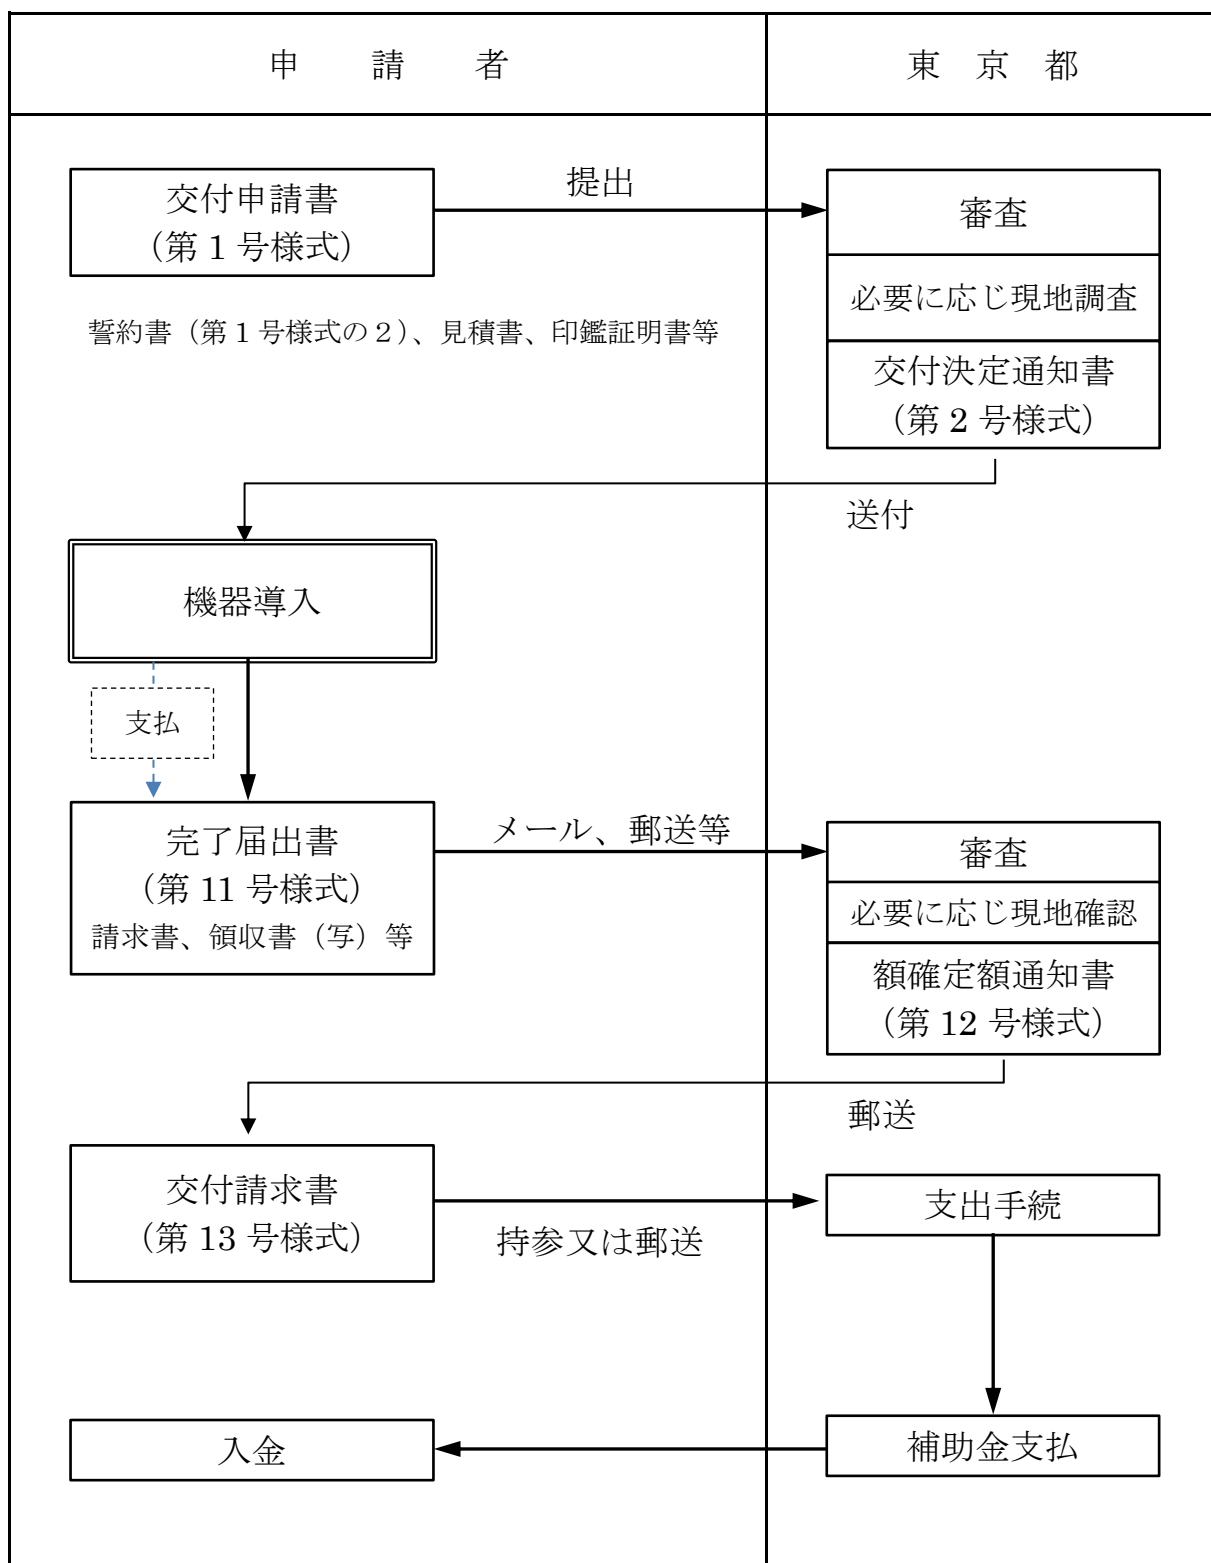 申請者
東京都
交付申請書
（第 1 号様式）
提出
審査
必要に応じ現地調査
誓約書（第１号様式の２）、見積書、印鑑証明書等
交付決定通知書
（第 2 号様式）
送付
機器導入
支払
完了届出書
（第 11 号様式）
請求書、領収書（写）等
メール、郵送等
審査
必要に応じ現地確認
額確定額通知書
（第 12 号様式）
郵送
交付請求書
（第 13 号様式）
持参又は郵送
支出手続
入金
補助金支払